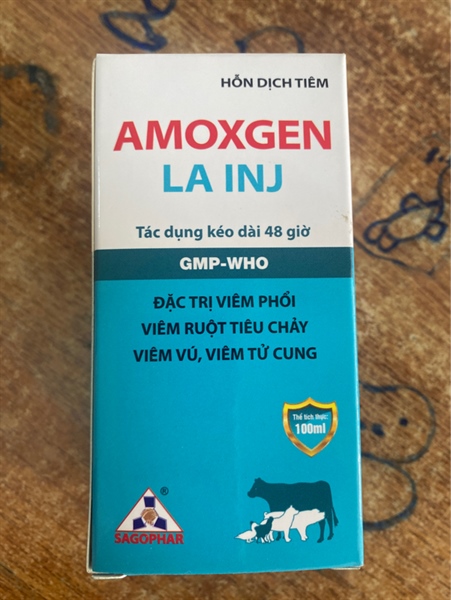 HỖN DỊCH TIÊM
AMOXGEN
LA INJ
Tác dụng kéo dài 48 giờ
GMP-WHO
ĐẶC TRỊ VIÊM PHỔI
VIÊM RUỘT TIÊU CHẢY
VIÊM VÚ, VIÊM TỬ CUNG
Thể tích thực:
100ml
®
SAGOPHAR